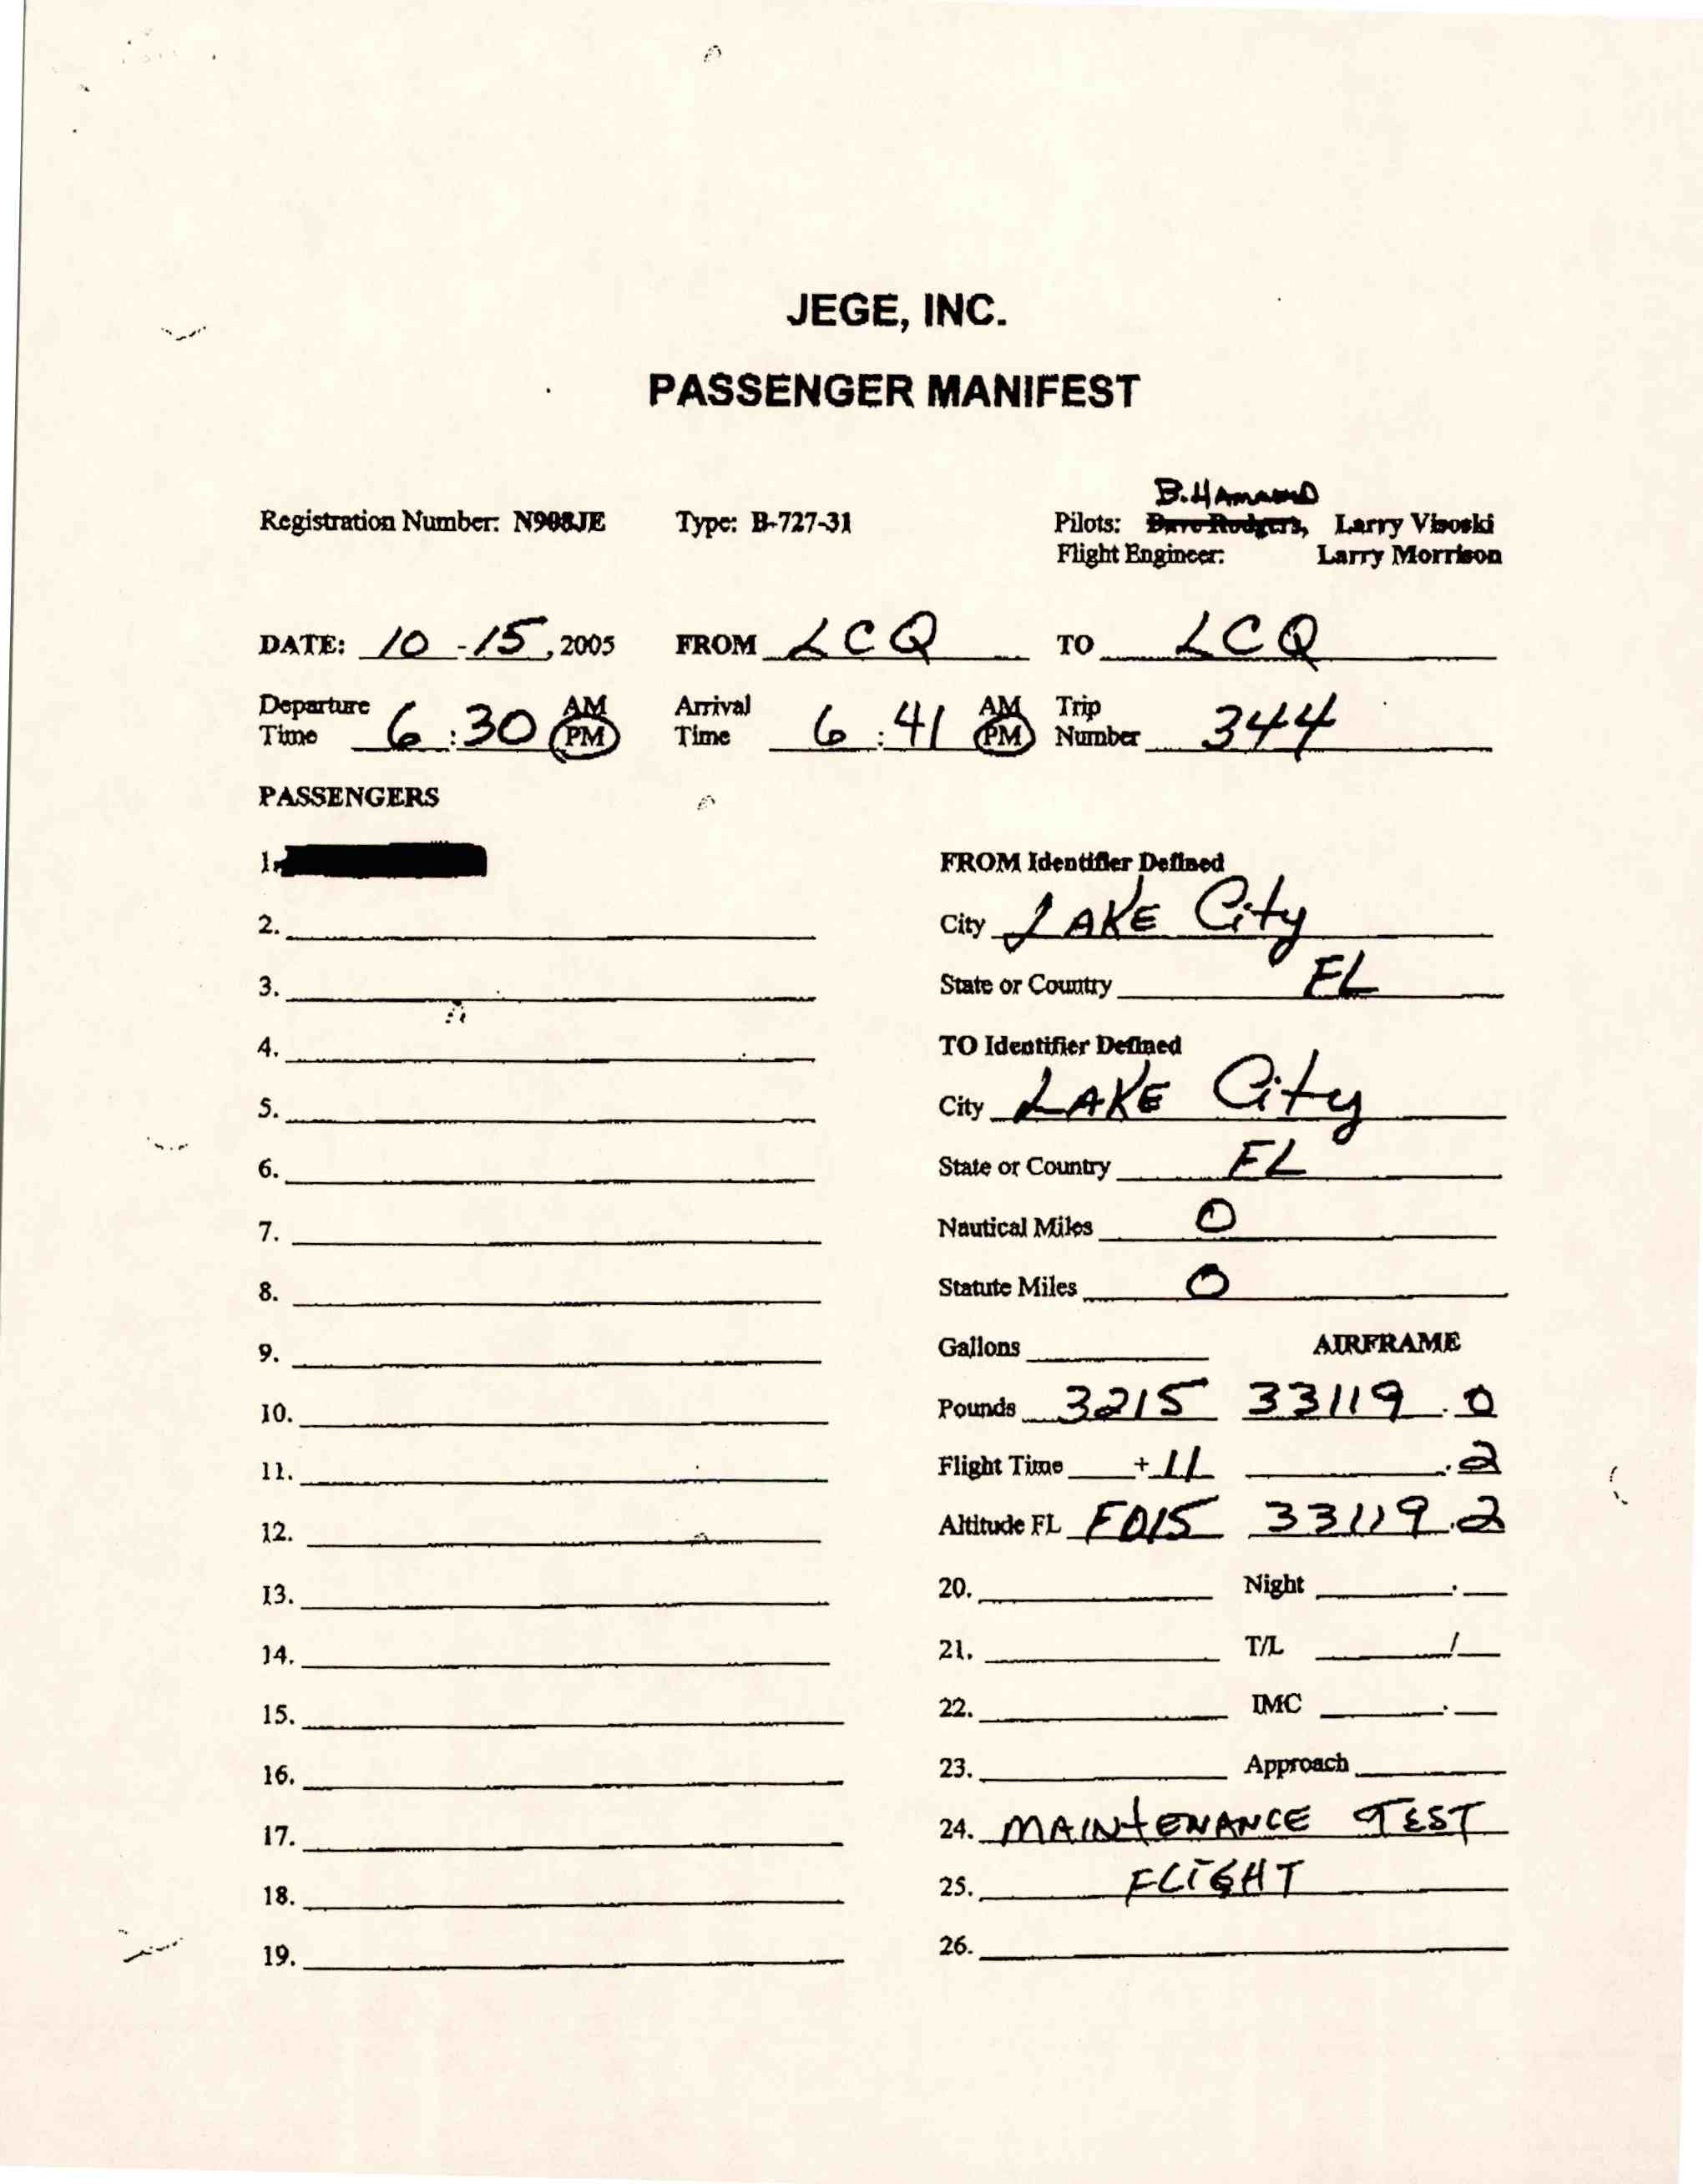 JEGE, INC.
PASSENGER MANIFEST
B. HAMMOND
Registration Number: N908JE Type: B-727-31 Pilots: Dave Rodgers, Larry Visoski
Flight Engineer: Larry Morrison
DATE: 10-15, 2005 FROM LCQ TO LCQ
Departure Time 6:30 AM PM Arrival Time 6:41 AM PM Trip Number 344
PASSENGERS
1. FROM Identifier Defined
2. City LAKE City
3. State or Country FL
4. TO Identifier Defined
5. City LAKE City
6. State or Country FL
7. Nautical Miles 0
8. Statute Miles 0
9. Gallons AIRFRAME
10. Pounds 3215 33119.0
11. Flight Time + 11 .2
12. Altitude FL F015 33119.2
13. 20. Night .
14. 21. T/L /
15. 22. IMC .
16. 23. Approach
17. 24. MAINTENANCE TEST
18. 25. FLIGHT
19. 26.